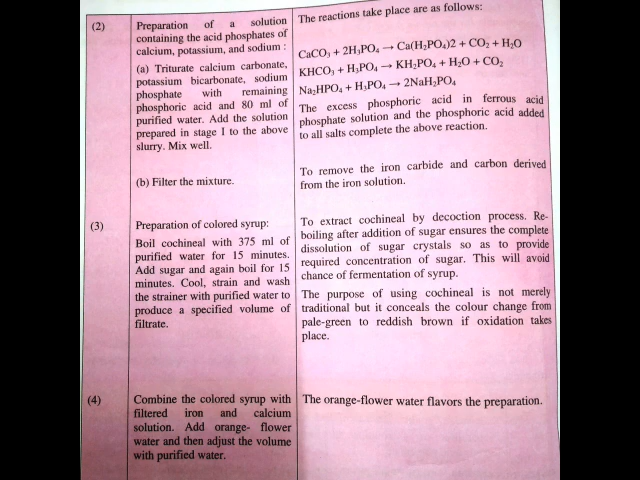 (2)
Preparation of a solution
containing the acid phosphates of
calcium, potassium, and sodium :
(a) Triturate calcium carbonate,
potassium bicarbonate, sodium
phosphate with remaining
phosphoric acid and 80 ml of
purified water. Add the solution
prepared in stage I to the above
slurry. Mix well.
(b) Filter the mixture.
The reactions take place are as follows:
CaCO₃ + 2H₃PO₄ → Ca(H₂PO₄)2 + CO₂ + H₂O
KHCO₃ + H₃PO₄ → KH₂PO₄ + H₂O + CO₂
Na₂HPO₄ + H₃PO₄ → 2NaH₂PO₄
The excess phosphoric acid in ferrous acid
phosphate solution and the phosphoric acid added
to all salts complete the above reaction.
To remove the iron carbide and carbon derived
from the iron solution.
(3)
Preparation of colored syrup:
Boil cochineal with 375 ml of
purified water for 15 minutes.
Add sugar and again boil for 15
minutes. Cool, strain and wash
the strainer with purified water to
produce a specified volume of
filtrate.
To extract cochineal by decoction process. Re-
boiling after addition of sugar ensures the complete
dissolution of sugar crystals so as to provide
required concentration of sugar. This will avoid
chance of fermentation of syrup.
The purpose of using cochineal is not merely
traditional but it conceals the colour change from
pale-green to reddish brown if oxidation takes
place.
(4)
Combine the colored syrup with
filtered iron and calcium
solution. Add orange- flower
water and then adjust the volume
with purified water.
The orange-flower water flavors the preparation.